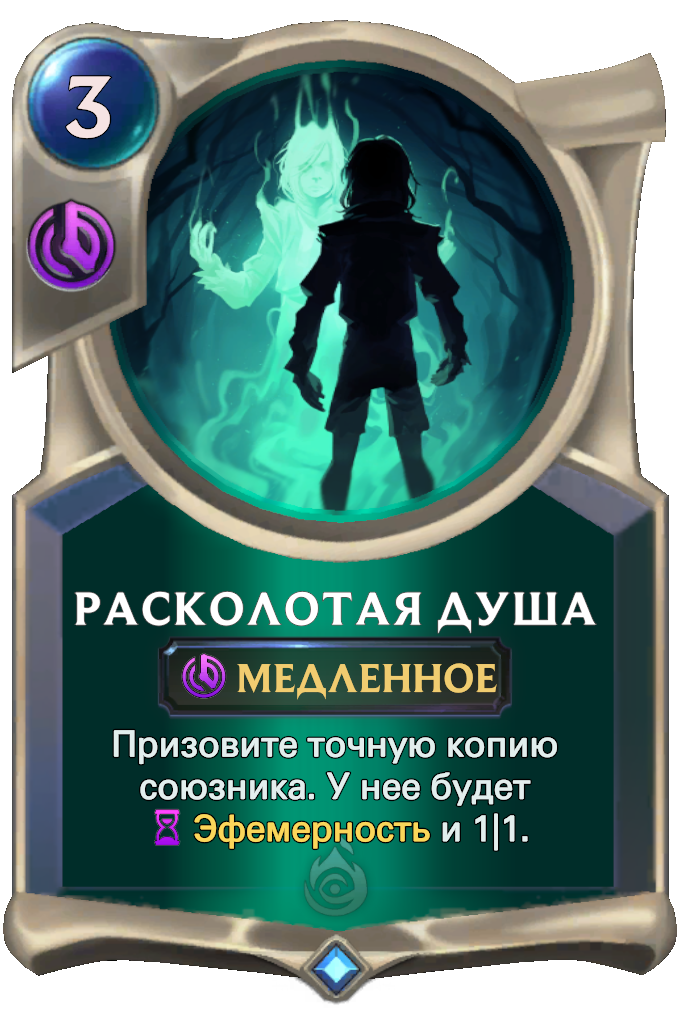 3
РАСКОЛОТАЯ ДУША
МЕДЛЕННОЕ
Призовите точную копию
союзника. У нее будет
Эфемерность и 1|1.